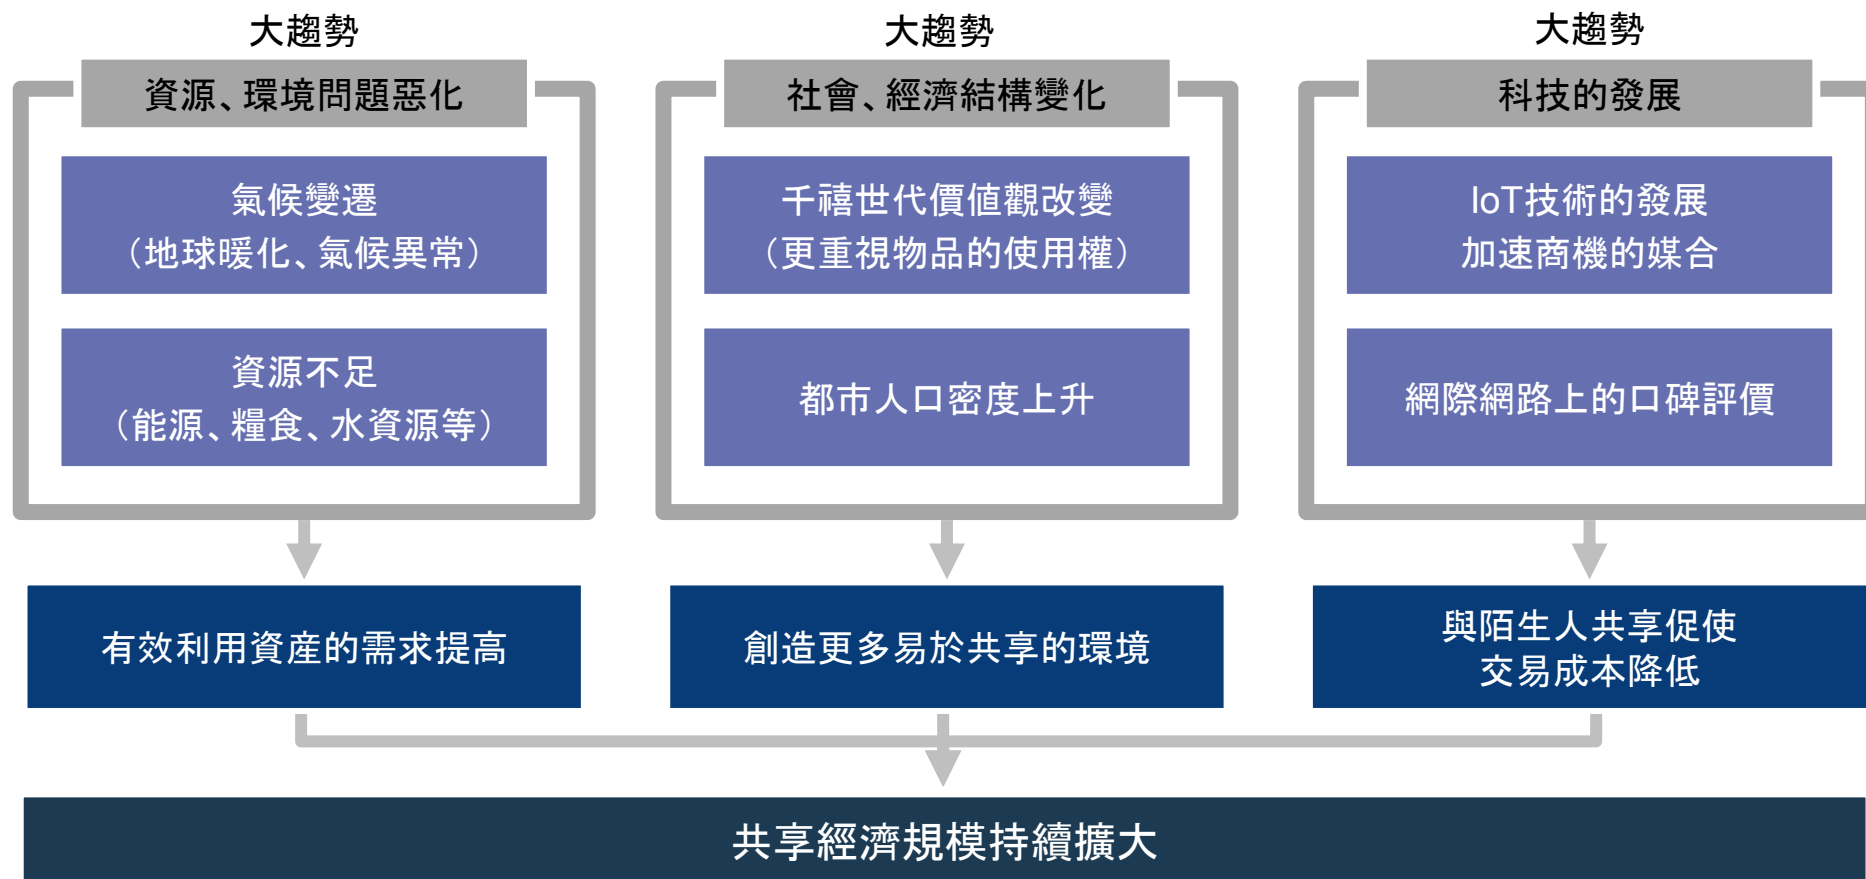 大趨勢
資源、環境問題惡化
氣候變遷
（地球暖化、氣候異常）
資源不足
（能源、糧食、水資源等）
有效利用資產的需求提高
大趨勢
社會、經濟結構變化
千禧世代價值觀改變
（更重視物品的使用權）
都市人口密度上升
創造更多易於共享的環境
大趨勢
科技的發展
IoT技術的發展
加速商機的媒合
網際網路上的口碑評價
與陌生人共享促使
交易成本降低
共享經濟規模持續擴大